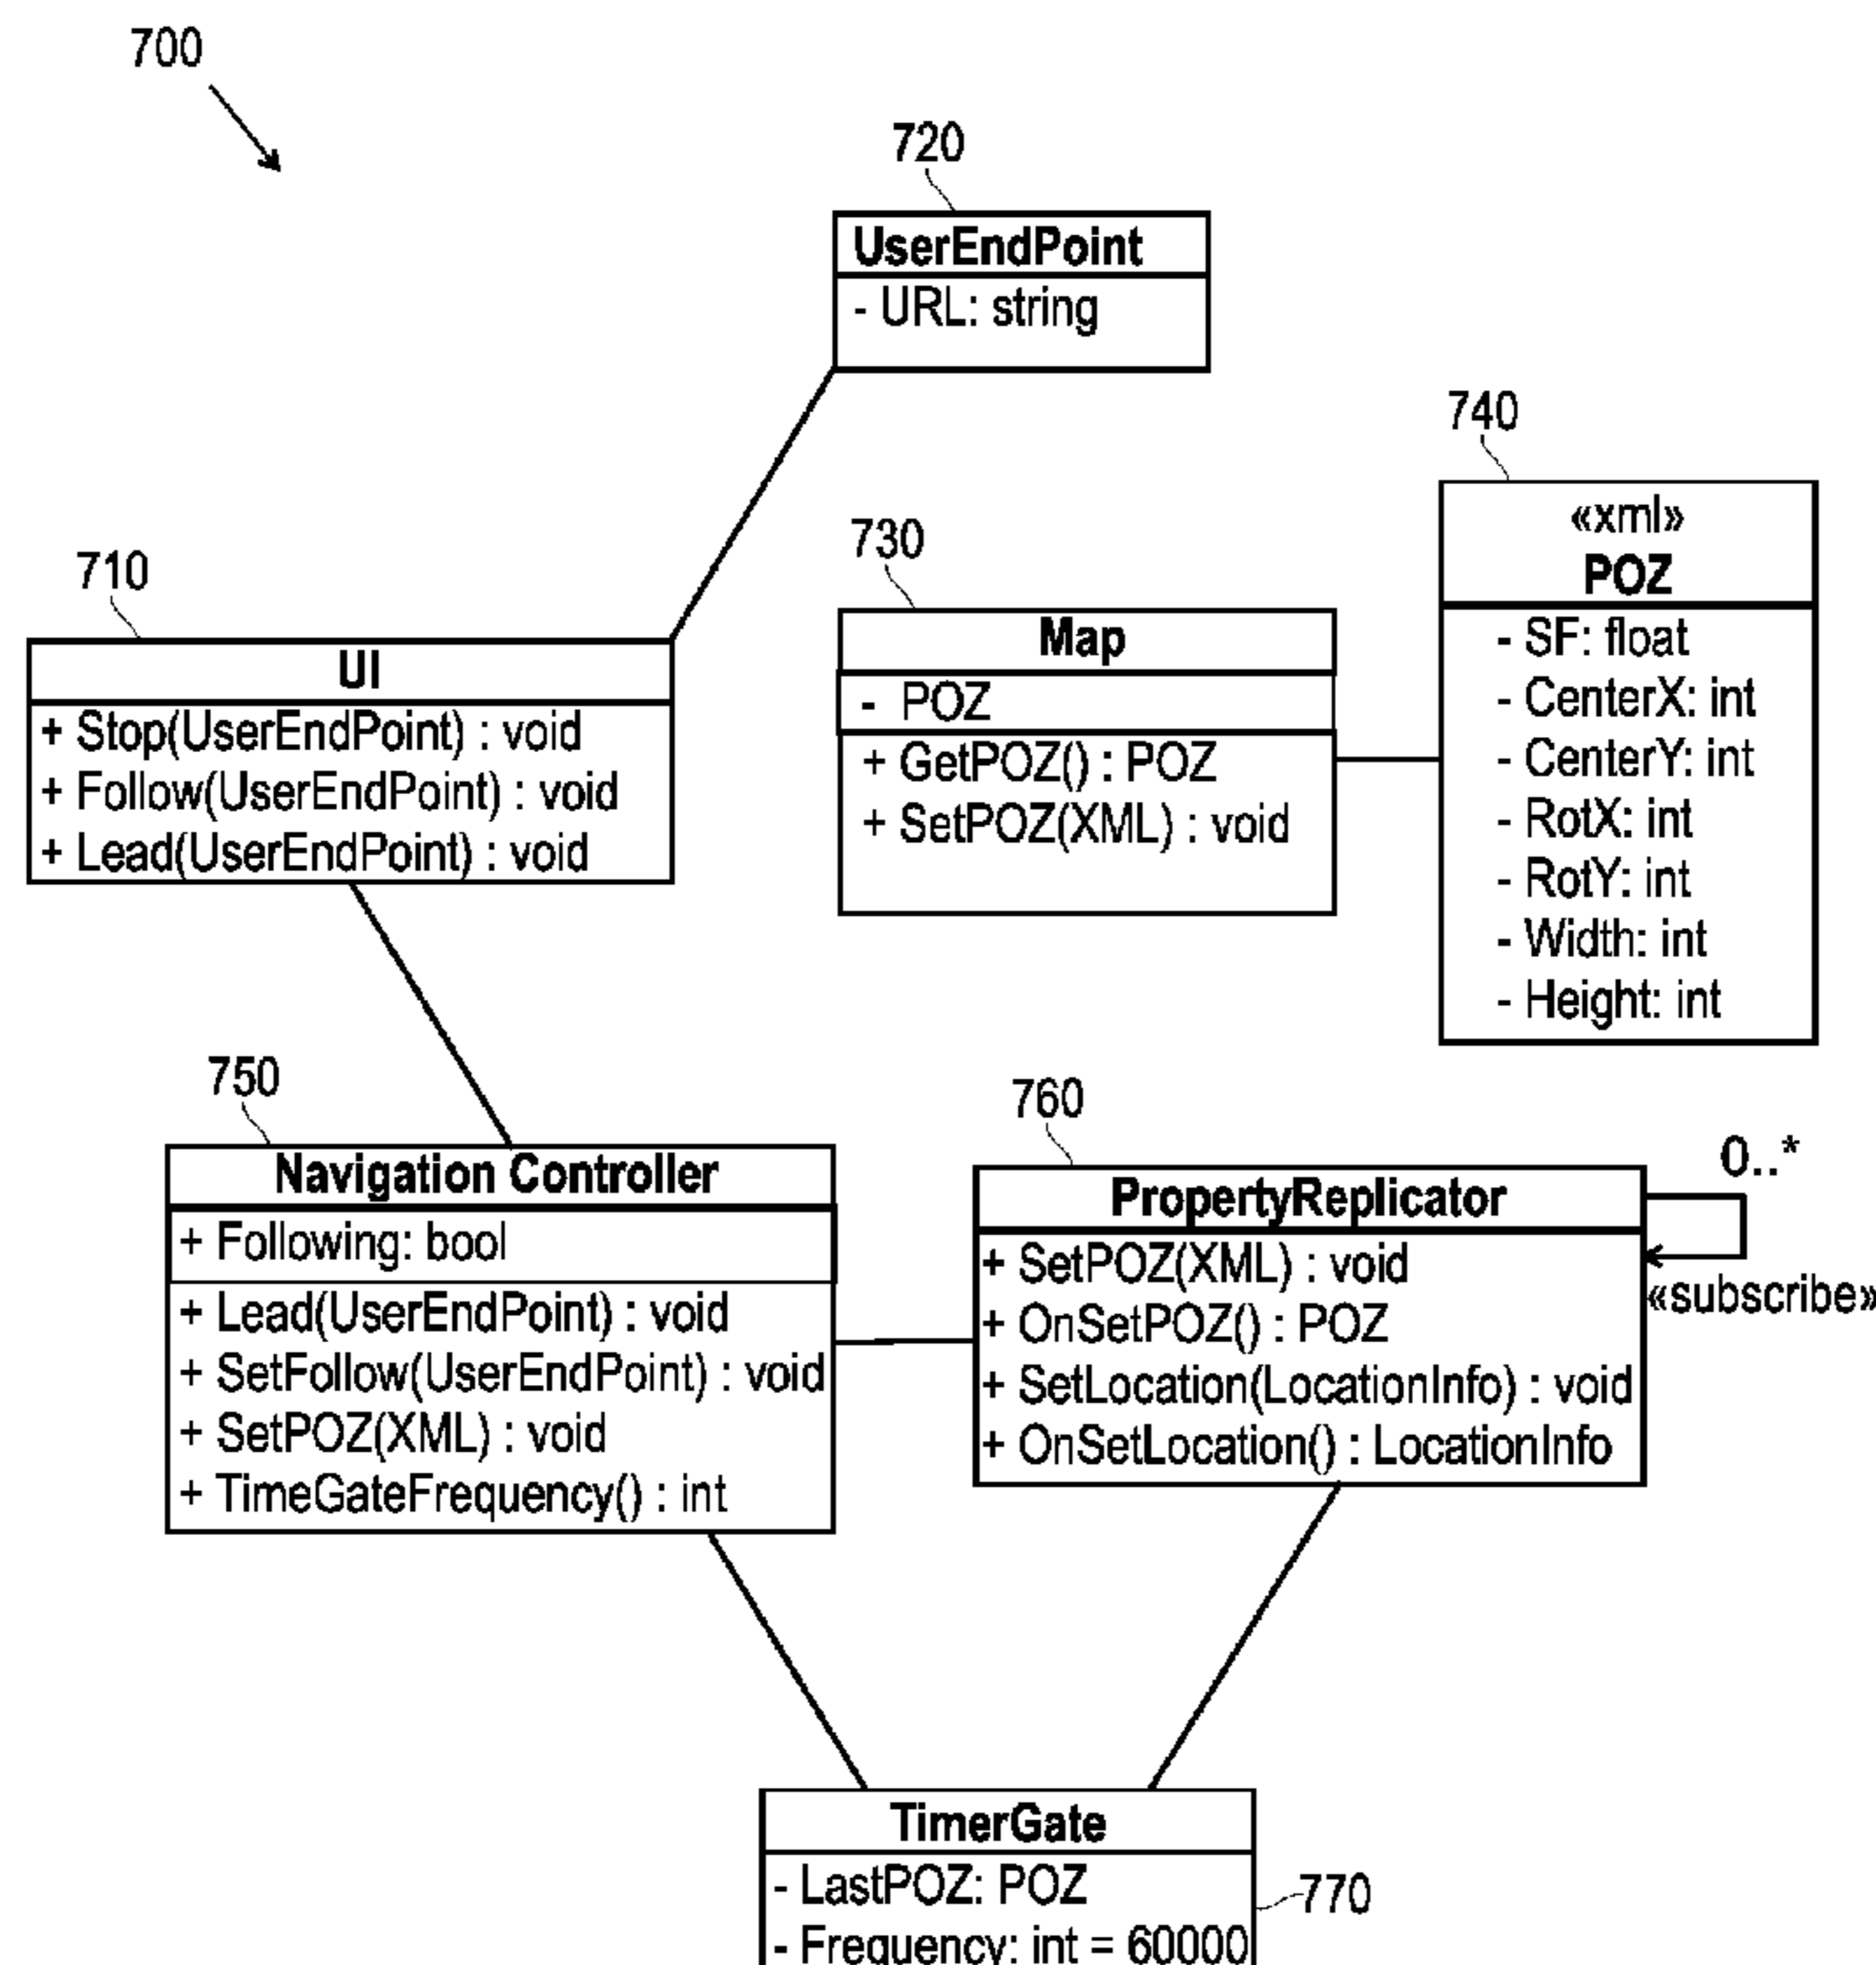 700
720
UserEndPoint
- URL: string
740
«xml»
POZ
- SF: float
- CenterX: int
- CenterY: int
- RotX: int
- RotY: int
- Width: int
- Height: int
730
Map
- POZ
+ GetPOZ() : POZ
+ SetPOZ(XML) : void
710
UI
+ Stop(UserEndPoint) : void
+ Follow(UserEndPoint) : void
+ Lead(UserEndPoint) : void
750
Navigation Controller
+ Following: bool
+ Lead(UserEndPoint) : void
+ SetFollow(UserEndPoint) : void
+ SetPOZ(XML) : void
+ TimeGateFrequency() : int
760
PropertyReplicator
+ SetPOZ(XML) : void
+ OnSetPOZ() : POZ
+ SetLocation(LocationInfo) : void
+ OnSetLocation() : LocationInfo
0..*
«subscribe»
TimerGate
- LastPOZ: POZ
- Frequency: int = 60000
770